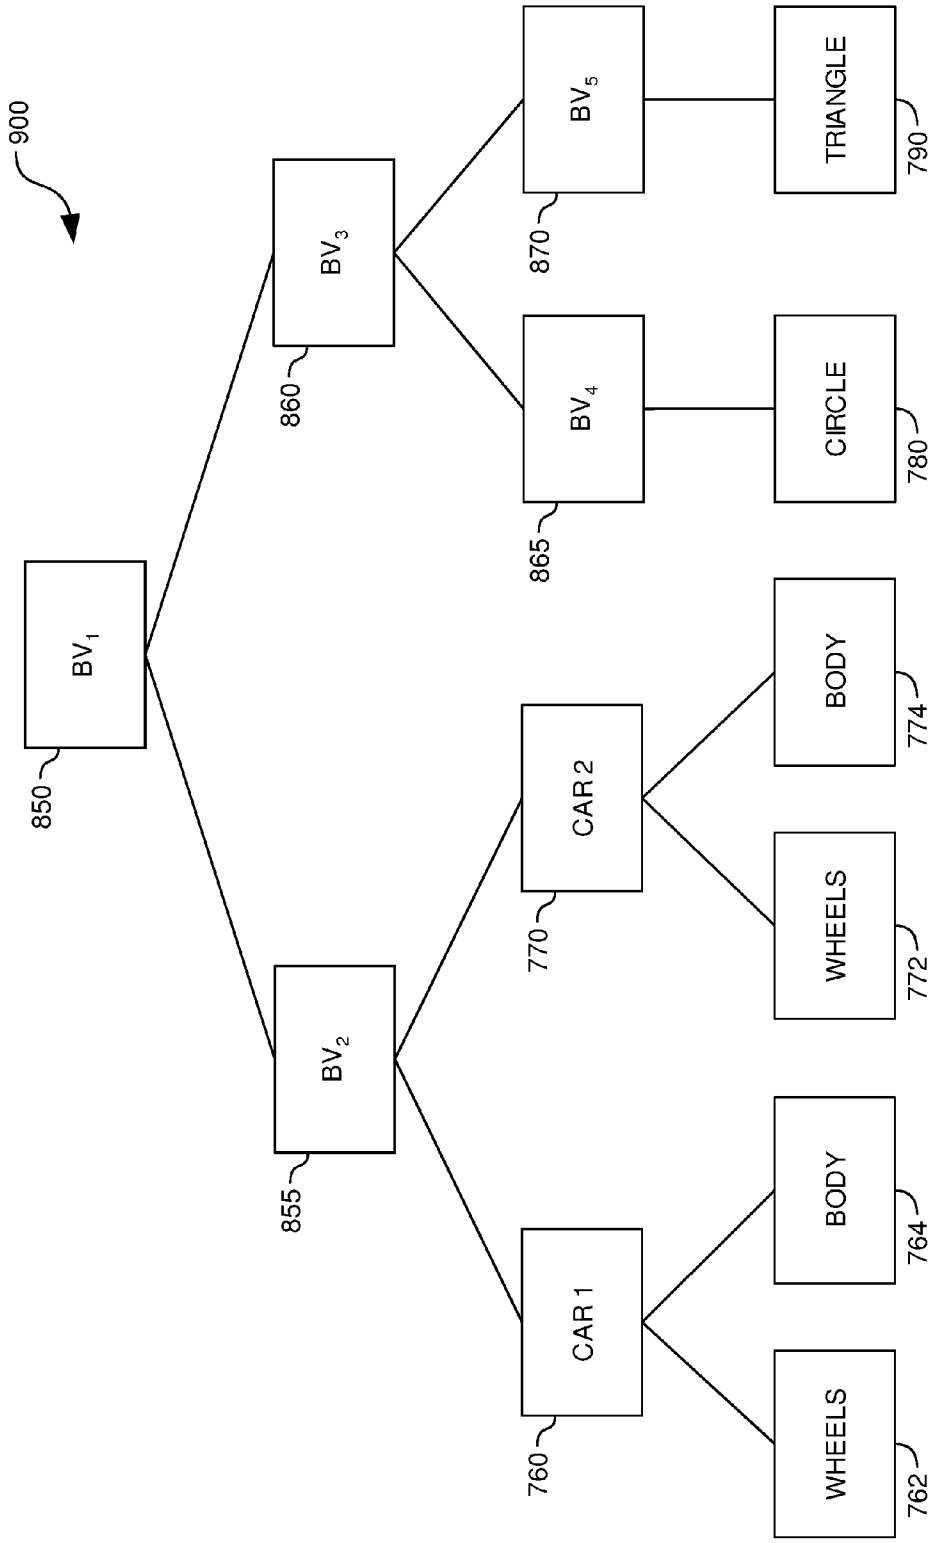 900
BV1
850
BV2
855
BV3
860
CAR 1
760
CAR 2
770
BV4
865
BV5
870
WHEELS
762
BODY
764
WHEELS
772
BODY
774
CIRCLE
780
TRIANGLE
790